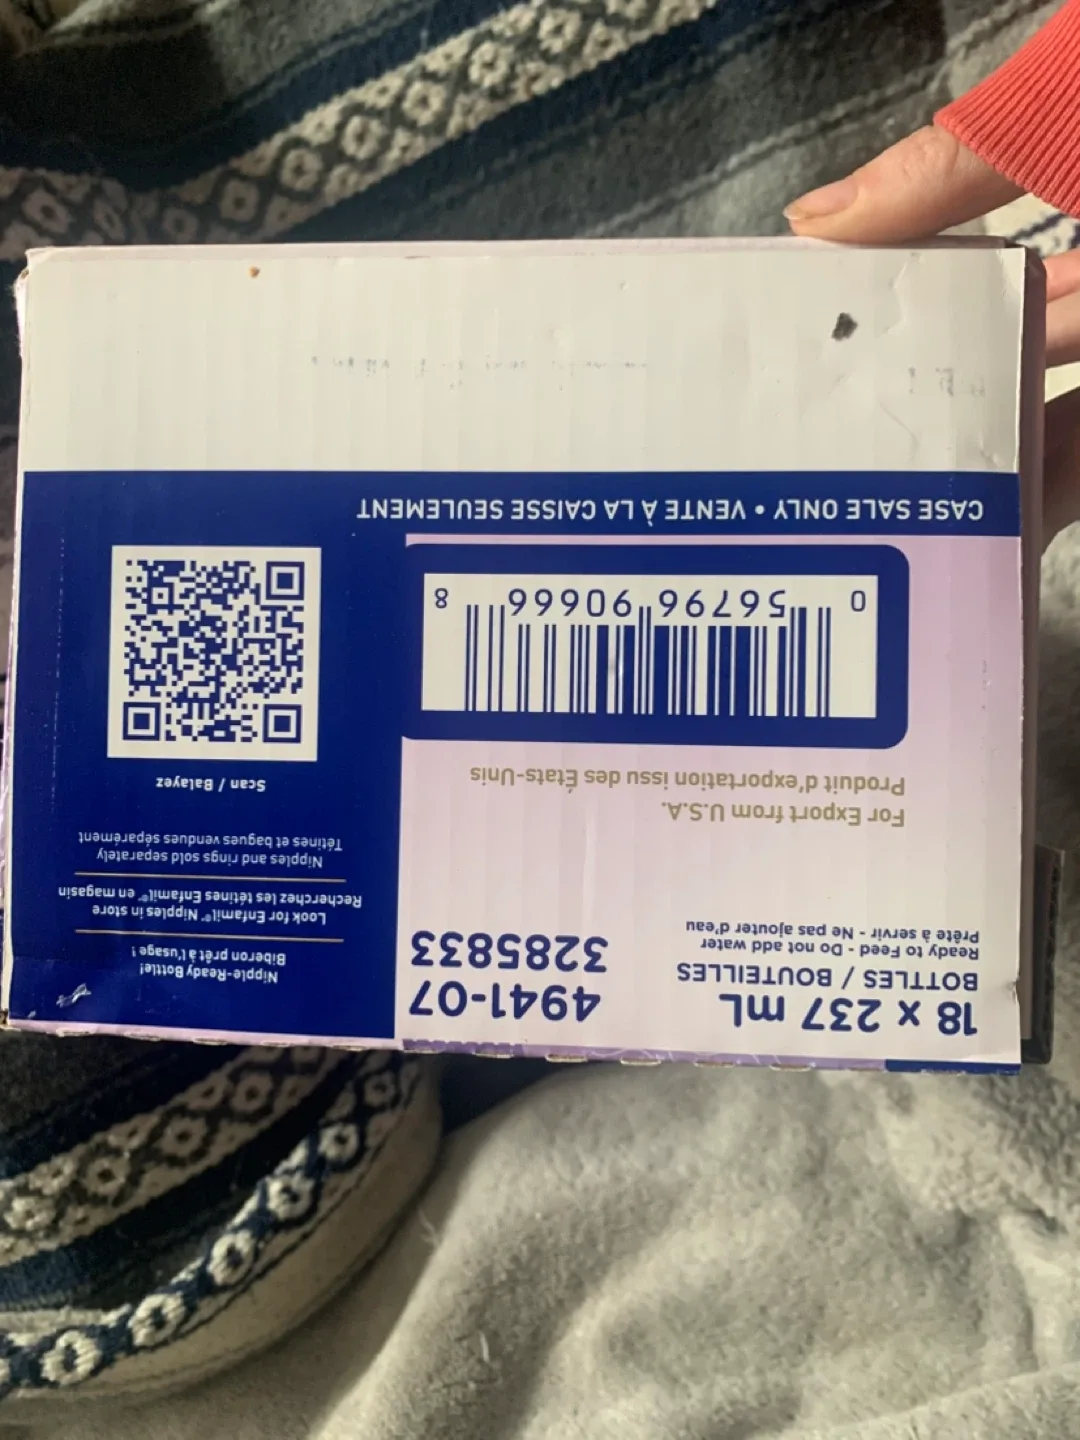 18 x 237 mL
BOTTLES / BOUTEILLES
Ready to Feed - Do not add water
Prête à servir - Ne pas ajouter d'eau
4941-07
3285833
Nipple-Ready Bottle!
Biberon prêt à l'usage !
Look for Enfamil® Nipples in store
Recherchez les tétines Enfamil® en magasin
Nipples and rings sold separately
Tétines et bagues vendues séparément
Scan / Balayez
For Export from U.S.A.
Produit d'exportation issu des États-Unis
0 56796 90666 8
CASE SALE ONLY • VENTE À LA CAISSE SEULEMENT